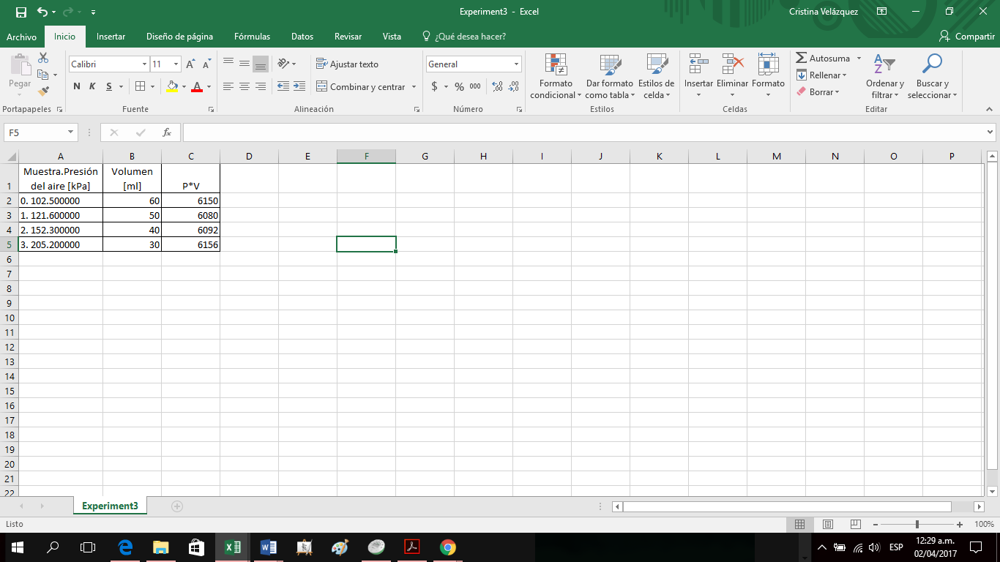 Experiment3 - Excel
Cristina Velázquez
Archivo Inicio Insertar Diseño de página Fórmulas Datos Revisar Vista ¿Qué desea hacer? Compartir
Pegar
Calibri 11
N K S
A A
A
Ajustar texto
Combinar y centrar
General
$ % 000
Formato condicional
Dar formato como tabla
Estilos de celda
Insertar Eliminar Formato
Autosuma
Rellenar
Borrar
Ordenar y filtrar
Buscar y seleccionar
Portapapeles Fuente Alineación Número Estilos Celdas Editar
F5 fx
A B C D E F G H I J K L M N O P
Muestra.Presión Volumen
1 del aire [kPa] [ml] P*V
2 0. 102.500000 60 6150
3 1. 121.600000 50 6080
4 2. 152.300000 40 6092
5 3. 205.200000 30 6156
6
7
8
9
10
11
12
13
14
15
16
17
18
19
20
21
22
Experiment3
Listo 100%
ESP
12:29 a.m.
02/04/2017